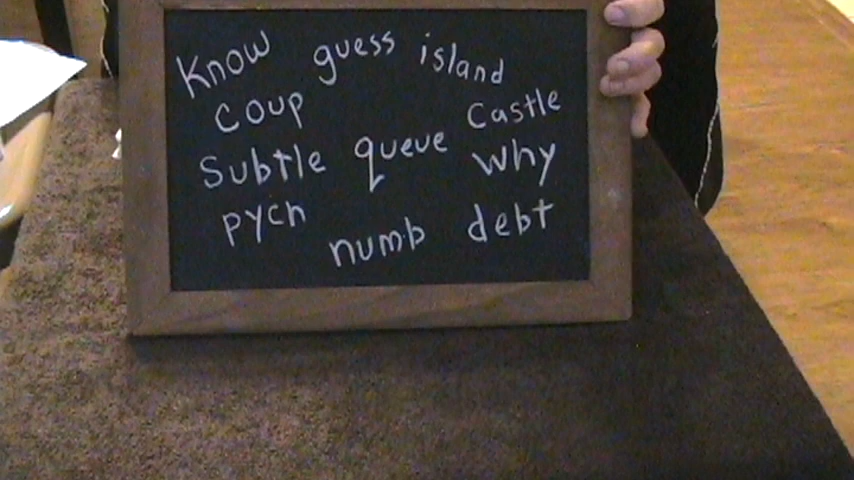 Know guess island
coup castle
subtle queue why
pych
numb debt